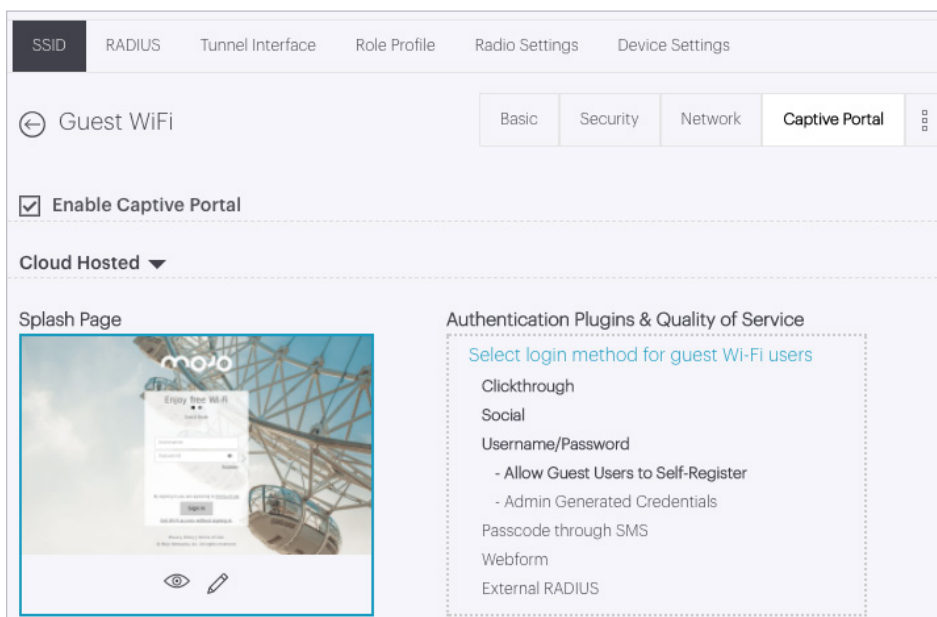 SSID RADIUS Tunnel Interface Role Profile Radio Settings Device Settings
Guest WiFi Basic Security Network Captive Portal
Enable Captive Portal
Cloud Hosted
Splash Page
mojo
Enjoy free Wi-Fi
Username
Password
Sign in
Authentication Plugins & Quality of Service
Select login method for guest Wi-Fi users
Clickthrough
Social
Username/Password
- Allow Guest Users to Self-Register
- Admin Generated Credentials
Passcode through SMS
Webform
External RADIUS